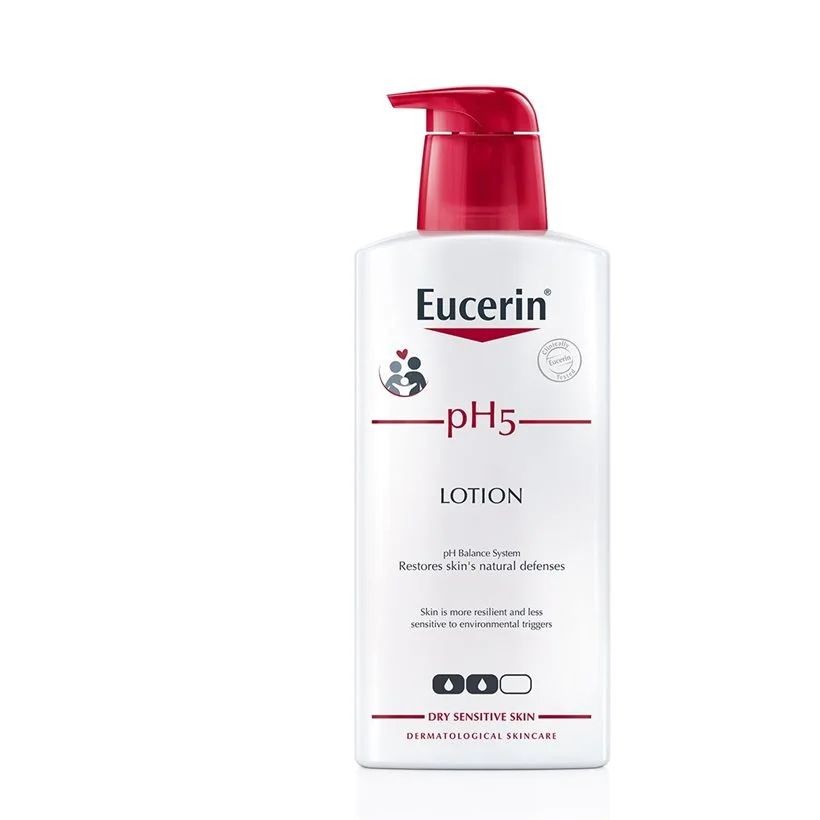 Eucerin®
Clinically
Eucerin
Tested
pH5
LOTION
pH Balance System
Restores skin's natural defenses
Skin is more resilient and less
sensitive to environmental triggers
DRY SENSITIVE SKIN
DERMATOLOGICAL SKINCARE